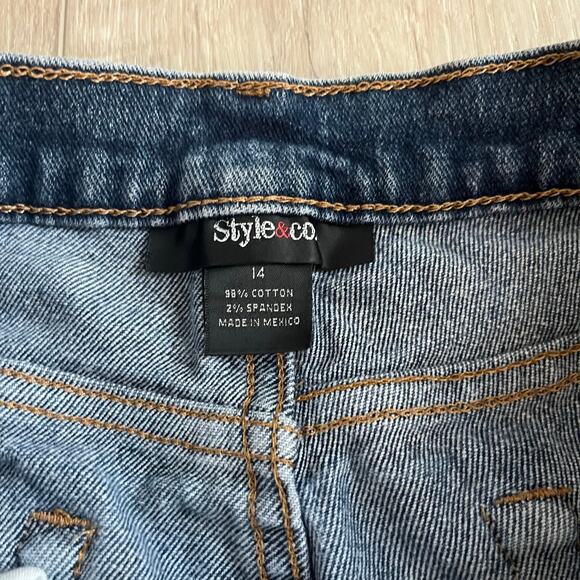 Style&co.
14
98% COTTON
2% SPANDEX
MADE IN MEXICO